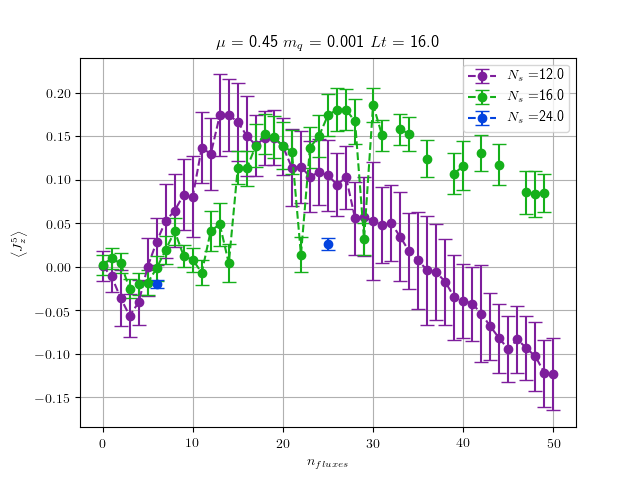 μ = 0.45 m_q = 0.001 Lt = 16.0
N_s =12.0
N_s =16.0
N_s =24.0
⟨J_z^5⟩
0.20
0.15
0.10
0.05
0.00
−0.05
−0.10
−0.15
0 10 20 30 40 50
n_{fluxes}